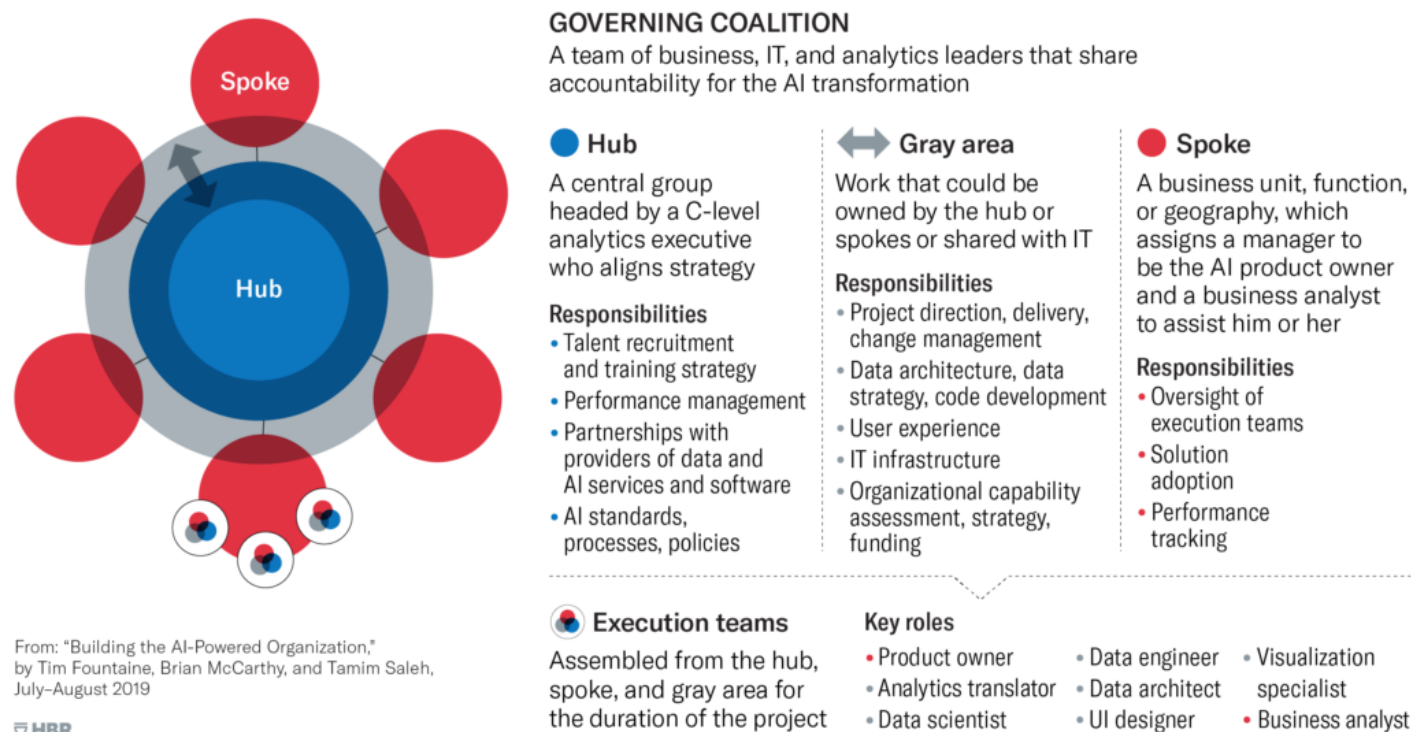 Spoke
Hub
From: “Building the AI-Powered Organization,”
by Tim Fountaine, Brian McCarthy, and Tamim Saleh,
July–August 2019
HBR
GOVERNING COALITION
A team of business, IT, and analytics leaders that share
accountability for the AI transformation
Hub
A central group
headed by a C-level
analytics executive
who aligns strategy
Responsibilities
• Talent recruitment
and training strategy
• Performance management
• Partnerships with
providers of data and
AI services and software
• AI standards,
processes, policies
Gray area
Work that could be
owned by the hub or
spokes or shared with IT
Responsibilities
• Project direction, delivery,
change management
• Data architecture, data
strategy, code development
• User experience
• IT infrastructure
• Organizational capability
assessment, strategy,
funding
Spoke
A business unit, function,
or geography, which
assigns a manager to
be the AI product owner
and a business analyst
to assist him or her
Responsibilities
• Oversight of
execution teams
• Solution
adoption
• Performance
tracking
Execution teams
Assembled from the hub,
spoke, and gray area for
the duration of the project
Key roles
• Product owner
• Analytics translator
• Data scientist
• Data engineer
• Data architect
• UI designer
• Visualization
specialist
• Business analyst